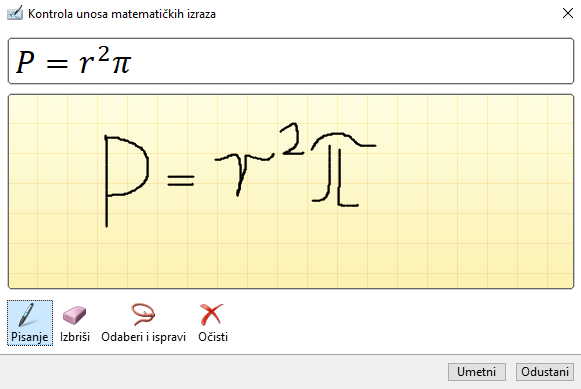 Kontrola unosa matematičkih izraza
P = r²π
P = r²π
Pisanje Izbriši Odaberi i ispravi Očisti
Umetni Odustani